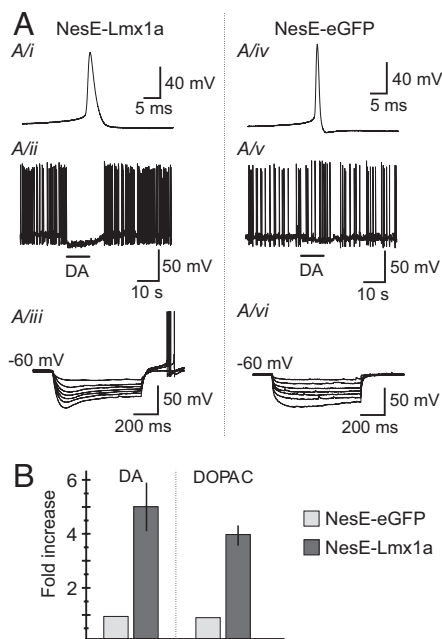 A
NesE-Lmx1a
NesE-eGFP
A/i
40 mV
5 ms
A/iv
40 mV
5 ms
A/ii
DA
50 mV
10 s
A/v
DA
50 mV
10 s
A/iii
-60 mV
50 mV
200 ms
A/vi
-60 mV
50 mV
200 ms
B
Fold increase
6
4
2
DA
DOPAC
NesE-eGFP
NesE-Lmx1a